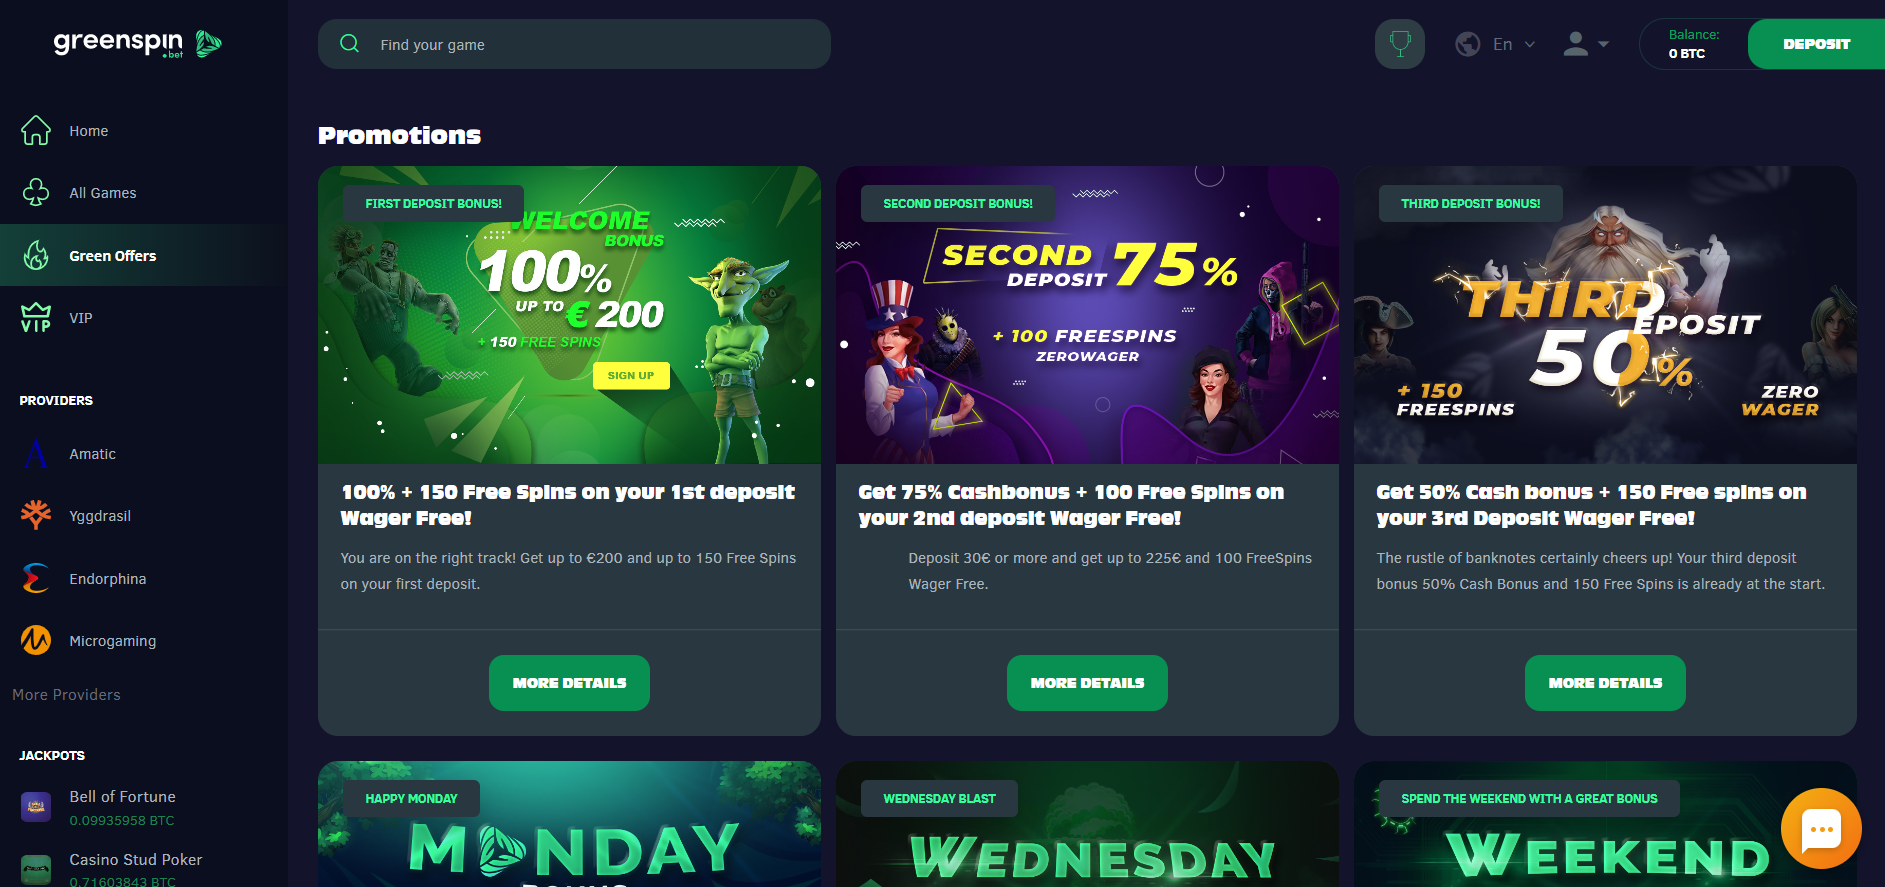 greenspin
.bet
Find your game
En
Balance:
0 BTC
DEPOSIT
Home
All Games
Green Offers
VIP
VIP
PROVIDERS
Amatic
Yggdrasil
Endorphina
Microgaming
More Providers
JACKPOTS
Bell of Fortune
0.09935958 BTC
Casino Stud Poker
0.71603843 BTC
Promotions
FIRST DEPOSIT BONUS!
WELCOME
BONUS
100%
UP TO € 200
+ 150 FREE SPINS
SIGN UP
100% + 150 Free Spins on your 1st deposit
Wager Free!
You are on the right track! Get up to €200 and up to 150 Free Spins
on your first deposit.
MORE DETAILS
SECOND DEPOSIT BONUS!
SECOND
DEPOSIT 75%
+ 100 FREESPINS
ZEROWAGER
Get 75% Cashbonus + 100 Free Spins on
your 2nd deposit Wager Free!
Deposit 30€ or more and get up to 225€ and 100 FreeSpins
Wager Free.
MORE DETAILS
THIRD DEPOSIT BONUS!
THIRD
DEPOSIT
50%
+ 150
FREESPINS
ZERO
WAGER
Get 50% Cash bonus + 150 Free spins on
your 3rd Deposit Wager Free!
The rustle of banknotes certainly cheers up! Your third deposit
bonus 50% Cash Bonus and 150 Free Spins is already at the start.
MORE DETAILS
HAPPY MONDAY
MONDAY
BONUS
WEDNESDAY BLAST
WEDNESDAY
SPEND THE WEEKEND WITH A GREAT BONUS
WEEKEND